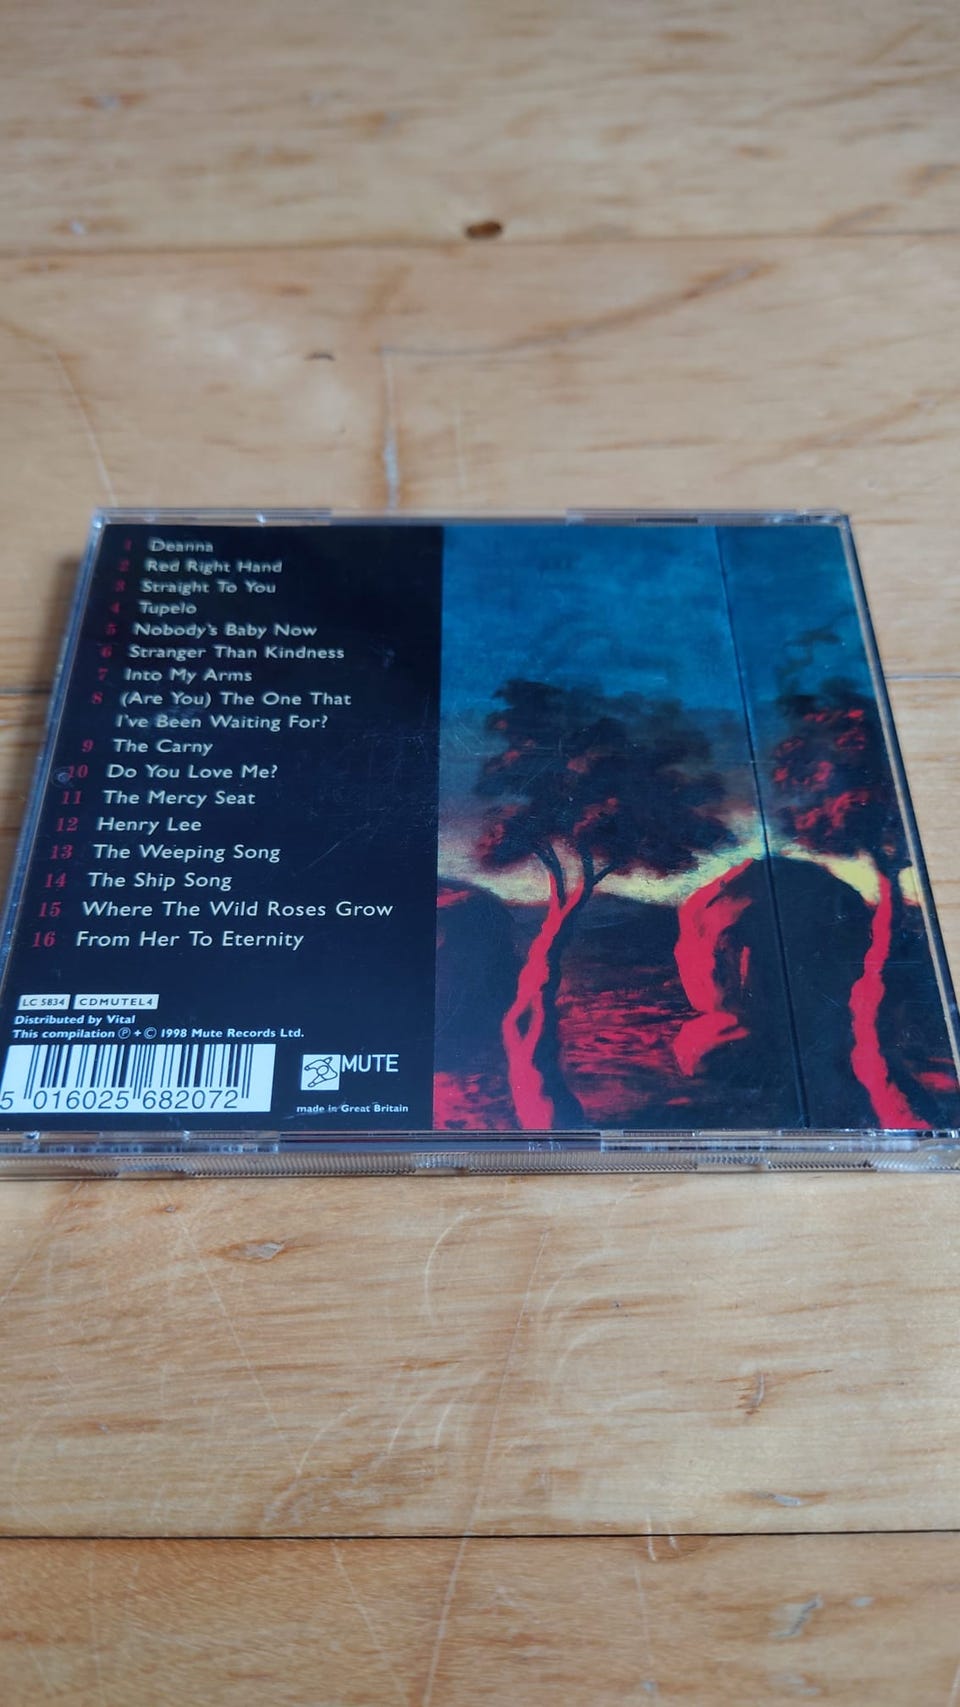 1 Deanna
2 Red Right Hand
3 Straight To You
4 Tupelo
5 Nobody's Baby Now
6 Stranger Than Kindness
7 Into My Arms
8 (Are You) The One That
I've Been Waiting For?
9 The Carny
10 Do You Love Me?
11 The Mercy Seat
12 Henry Lee
13 The Weeping Song
14 The Ship Song
15 Where The Wild Roses Grow
16 From Her To Eternity
LC 5834 CDMUTEL4
Distributed by Vital
This compilation ℗ + © 1998 Mute Records Ltd.
5 016025 682072
MUTE
made in Great Britain